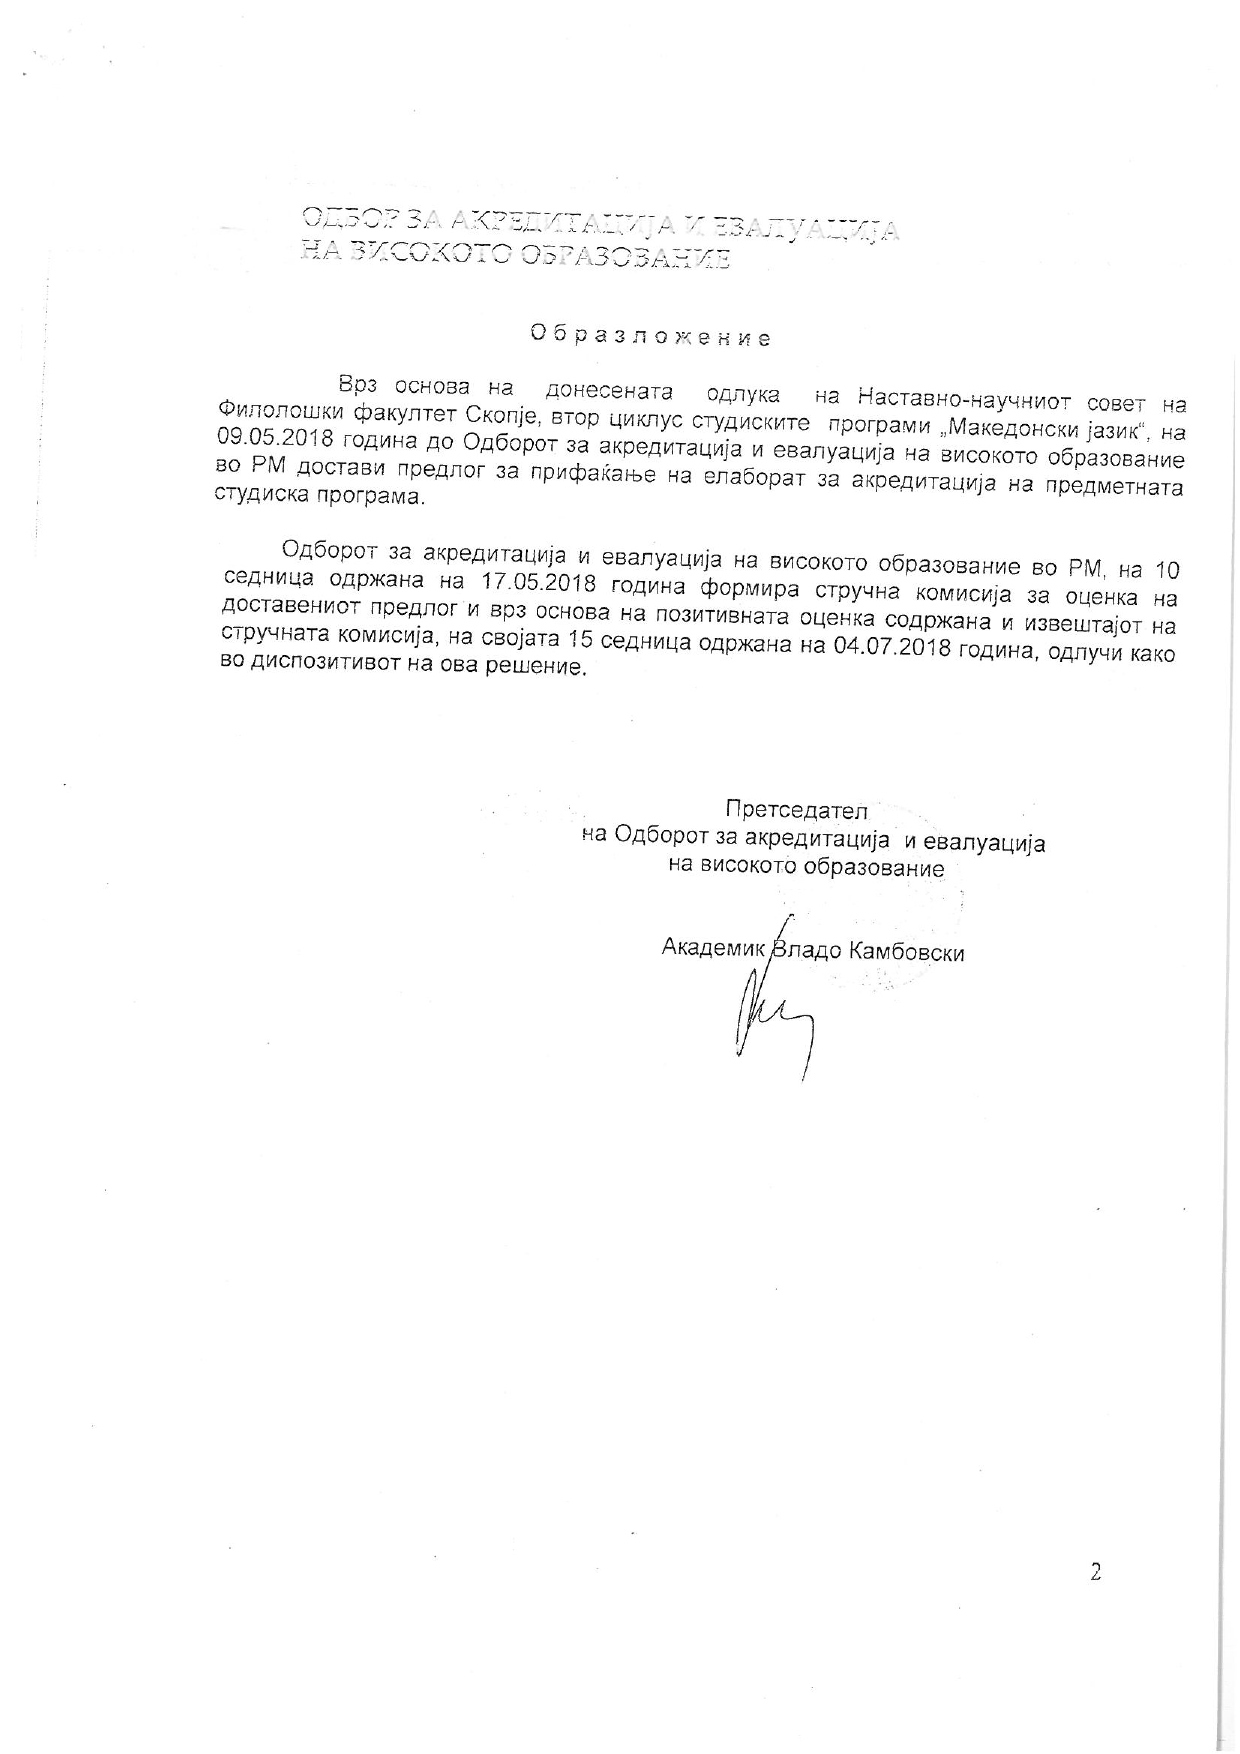 ОДБОР ЗА АКРЕДИТАЦИЈА И ЕВАЛУАЦИЈА
НА ВИСОКОТО ОБРАЗОВАНИЕ
О б р а з л о ж е н и е
Врз основа на донесената одлука на Наставно-научниот совет на
Филолошки факултет Скопје, втор циклус студиските програми „Македонски јазик“, на
09.05.2018 година до Одборот за акредитација и евалуација на високото образование
во РМ достави предлог за прифаќање на елаборат за акредитација на предметната
студиска програма.
Одборот за акредитација и евалуација на високото образование во РМ, на 10
седница одржана на 17.05.2018 година формира стручна комисија за оценка на
доставениот предлог и врз основа на позитивната оценка содржана и извештајот на
стручната комисија, на својата 15 седница одржана на 04.07.2018 година, одлучи како
во диспозитивот на ова решение.
Претседател
на Одборот за акредитација и евалуација
на високото образование
Академик Владо Камбовски
2